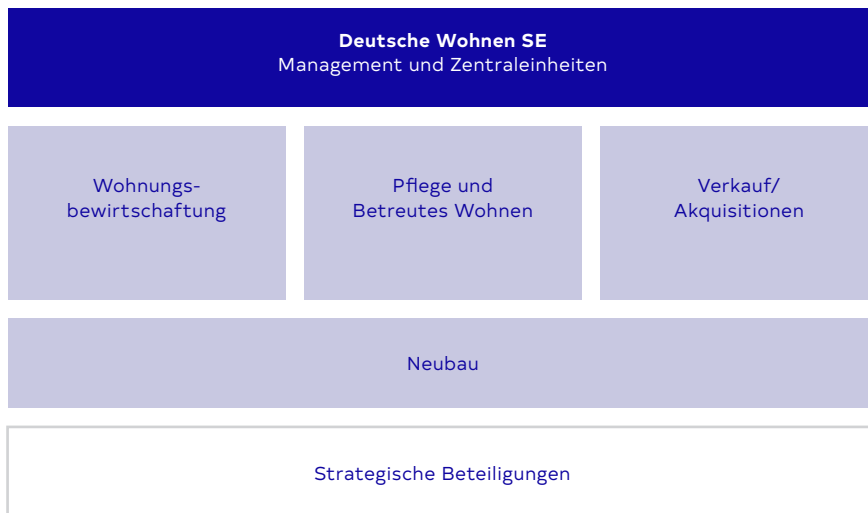 Deutsche Wohnen SE
Management und Zentraleinheiten
Wohnungs-
bewirtschaftung
Pflege und
Betreutes Wohnen
Verkauf/
Akquisitionen
Neubau
Strategische Beteiligungen